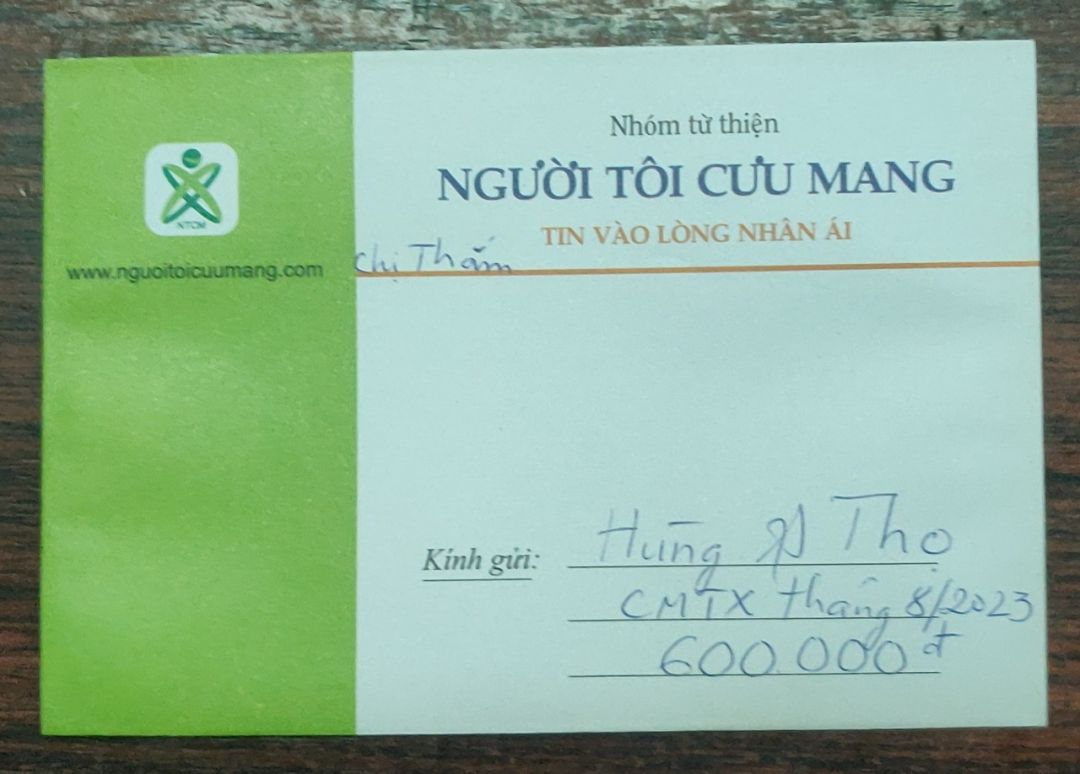 Nhóm từ thiện
NGƯỜI TÔI CƯU MANG
TIN VÀO LÒNG NHÂN ÁI
NTCM
www.nguoitoicuumang.com
Chị Thắm
Kính gửi: Hùng Thọ
CMTX tháng 8/2023
600.000đ